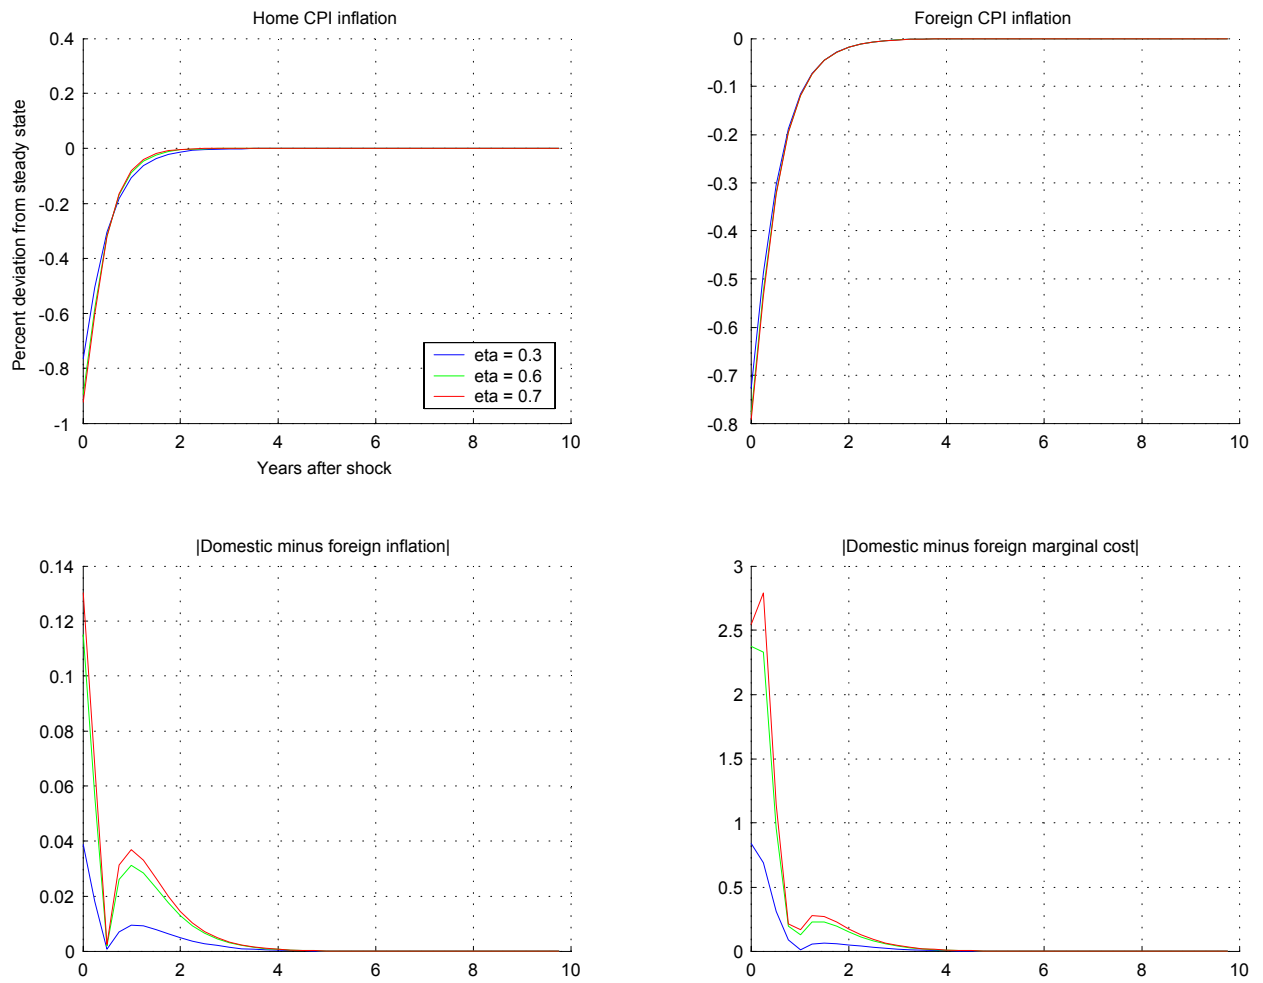 Home CPI inflation
Foreign CPI inflation
Percent deviation from steady state
0.4
0.2
0
-0.2
-0.4
-0.6
-0.8
-1
0 2 4 6 8 10
Years after shock
eta = 0.3
eta = 0.6
eta = 0.7
0
-0.1
-0.2
-0.3
-0.4
-0.5
-0.6
-0.7
-0.8
0 2 4 6 8 10
|Domestic minus foreign inflation|
0.14
0.12
0.1
0.08
0.06
0.04
0.02
0
0 2 4 6 8 10
|Domestic minus foreign marginal cost|
3
2.5
2
1.5
1
0.5
0
0 2 4 6 8 10